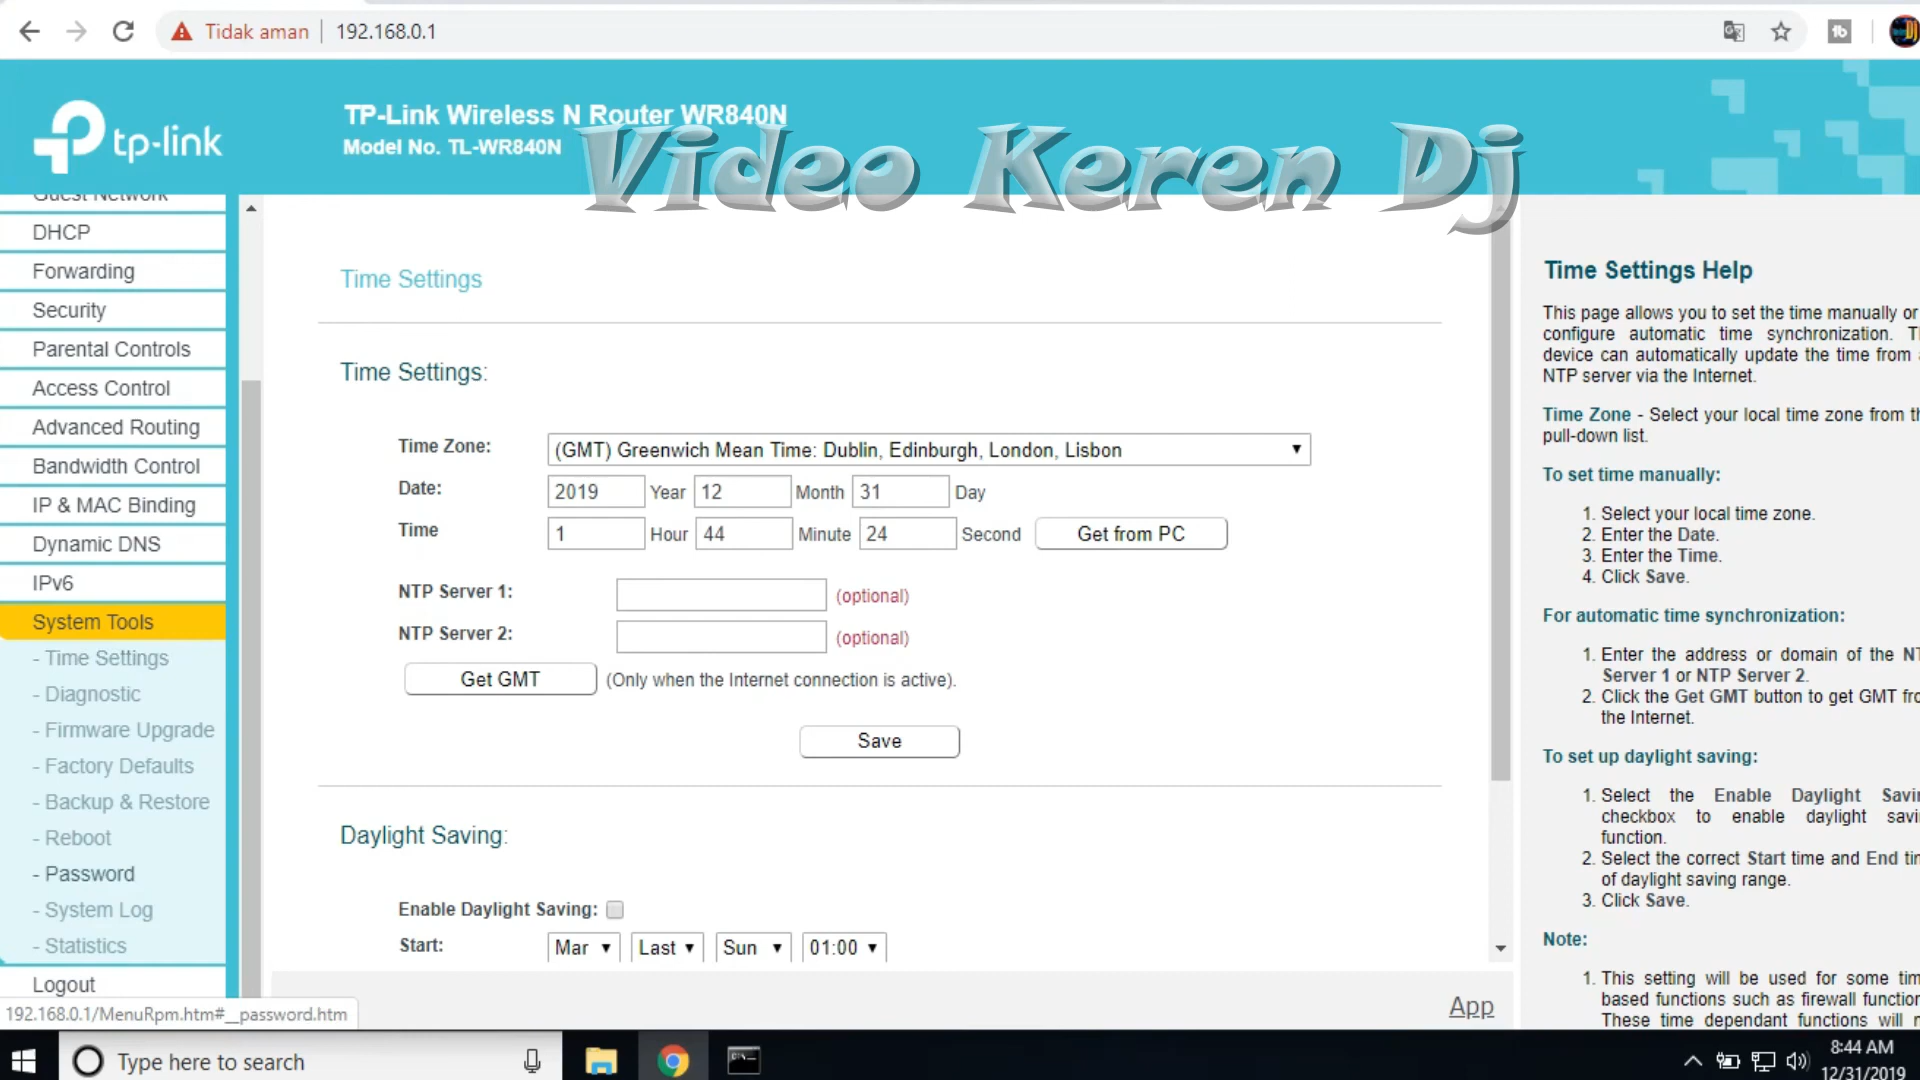 Tidak aman | 192.168.0.1
tp-link
TP-Link Wireless N Router WR840N
Model No. TL-WR840N
Video Keren Dj
Guest Network
DHCP
Forwarding
Security
Parental Controls
Access Control
Advanced Routing
Bandwidth Control
IP & MAC Binding
Dynamic DNS
IPv6
System Tools
- Time Settings
- Diagnostic
- Firmware Upgrade
- Factory Defaults
- Backup & Restore
- Reboot
- Password
- System Log
- Statistics
Logout
192.168.0.1/MenuRpm.htm#__password.htm
Time Settings
Time Settings:
Time Zone: (GMT) Greenwich Mean Time: Dublin, Edinburgh, London, Lisbon
Date: 2019 Year 12 Month 31 Day
Time 1 Hour 44 Minute 24 Second Get from PC
NTP Server 1: (optional)
NTP Server 2: (optional)
Get GMT (Only when the Internet connection is active).
Save
Daylight Saving:
Enable Daylight Saving:
Start: Mar Last Sun 01:00
App
Time Settings Help
This page allows you to set the time manually or
configure automatic time synchronization.
device can automatically update the time from
NTP server via the Internet.
Time Zone - Select your local time zone from
pull-down list.
To set time manually:
1. Select your local time zone.
2. Enter the Date.
3. Enter the Time.
4. Click Save.
For automatic time synchronization:
1. Enter the address or domain of the
Server 1 or NTP Server 2.
2. Click the Get GMT button to get GMT
the Internet.
To set up daylight saving:
1. Select the Enable Daylight
checkbox to enable daylight
function.
2. Select the correct Start time and End
of daylight saving range.
3. Click Save.
Note:
1. This setting will be used for some
based functions such as firewall
These time dependant functions will
Type here to search
8:44 AM
12/31/2019